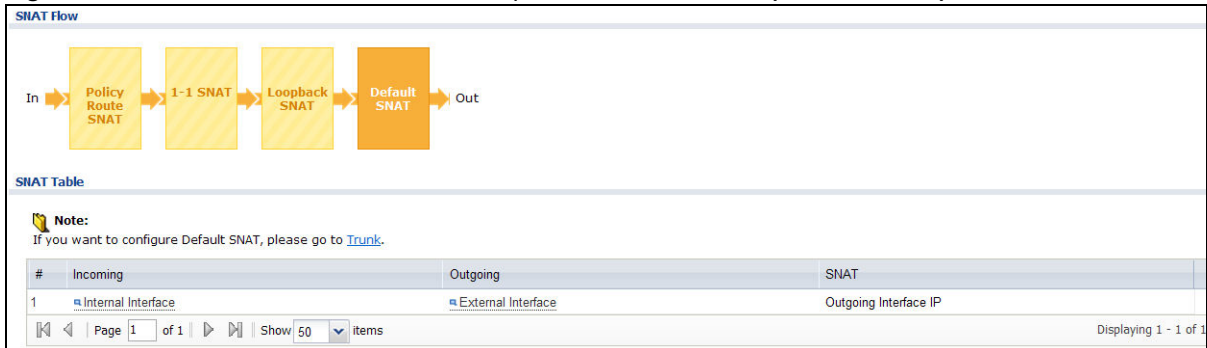 SNAT Flow
In
Policy
Route
SNAT
1-1 SNAT
Loopback
SNAT
Default
SNAT
Out
SNAT Table
Note:
If you want to configure Default SNAT, please go to Trunk.
# Incoming Outgoing SNAT
1 Internal Interface External Interface Outgoing Interface IP
Page 1 of 1 Show 50 items Displaying 1 - 1 of 1